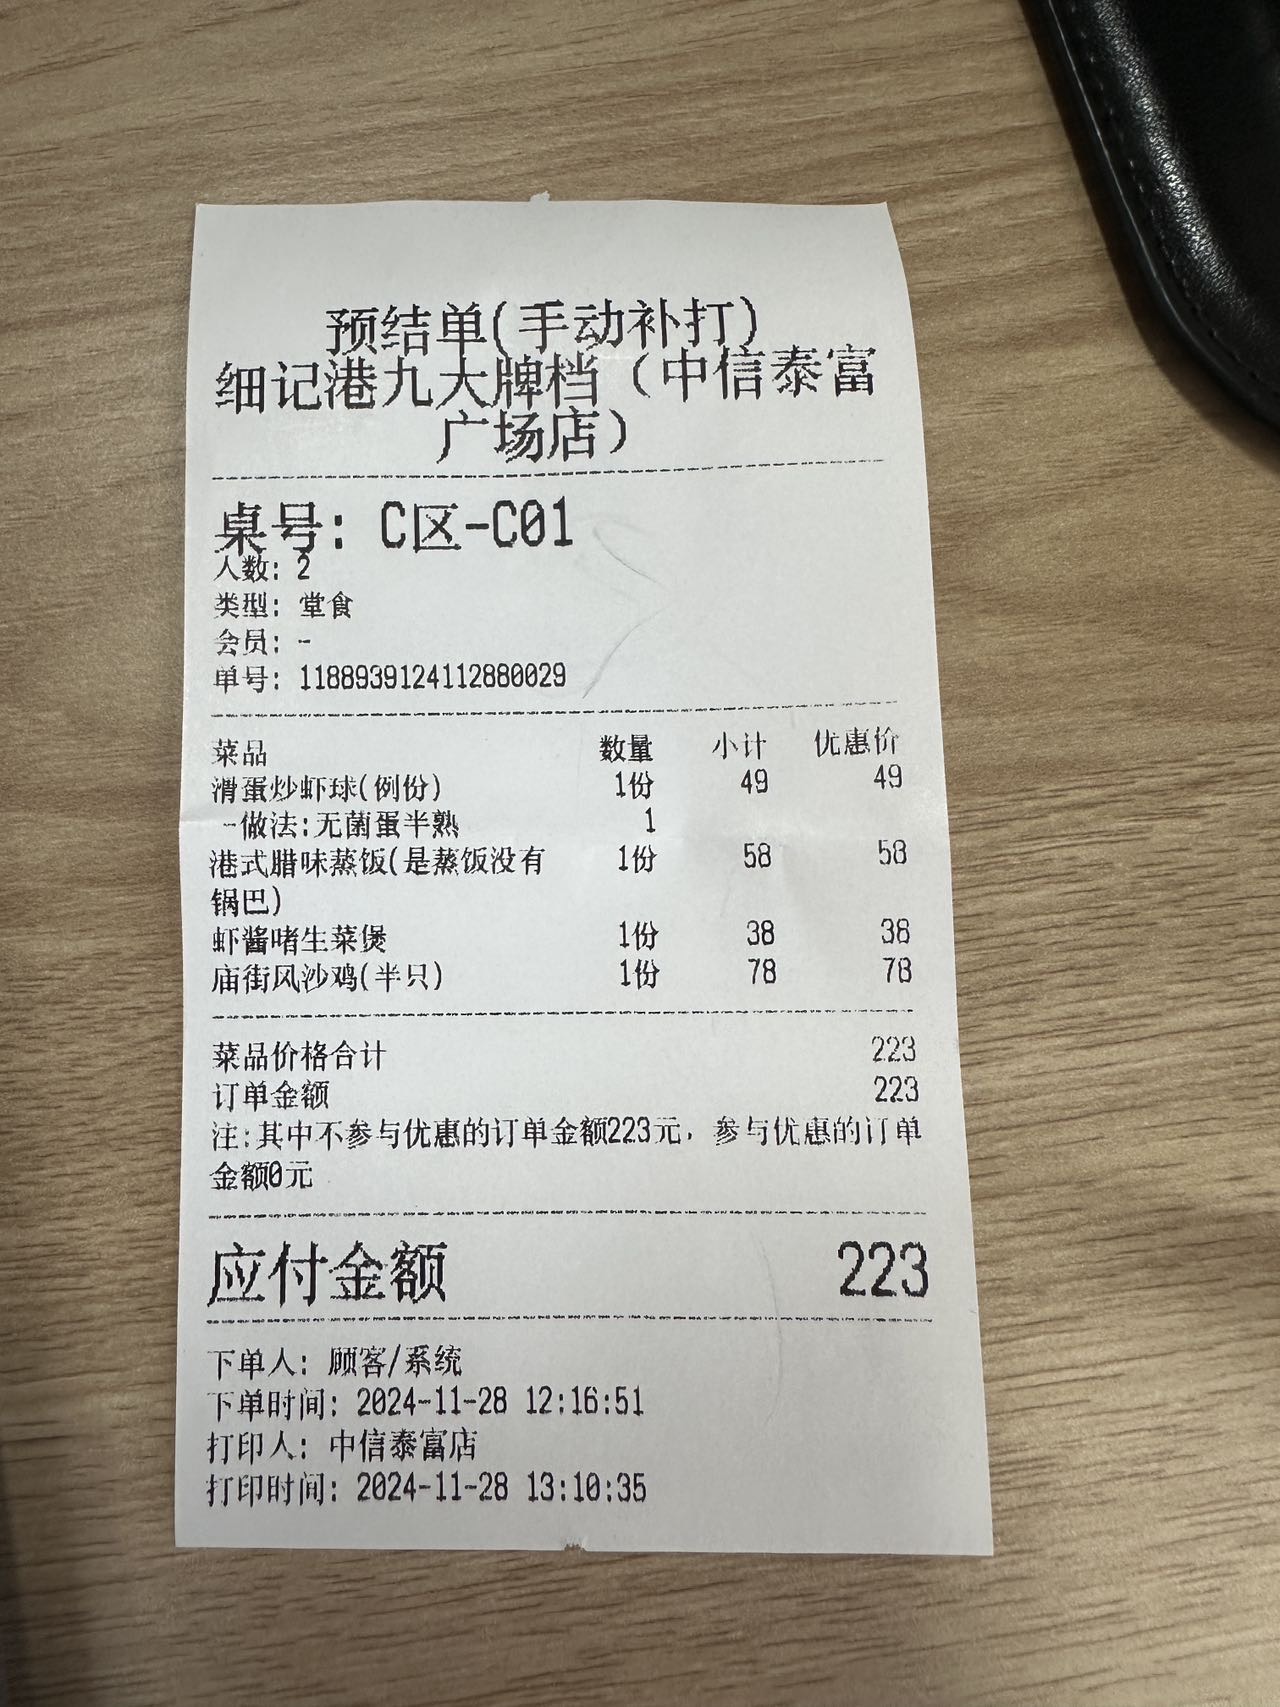 预结单(手动补打)
细记港九大牌档（中信泰富
广场店）
桌号: C区-C01
人数: 2
类型: 堂食
会员: -
单号: 1188939124112880029
菜品 数量 小计 优惠价
滑蛋炒虾球(例份) 1份 49 49
-做法:无菌蛋半熟 1
港式腊味蒸饭(是蒸饭没有 1份 58 58
锅巴)
虾酱啫生菜煲 1份 38 38
庙街风沙鸡(半只) 1份 78 78
菜品价格合计 223
订单金额 223
注:其中不参与优惠的订单金额223元，参与优惠的订单
金额0元
应付金额 223
下单人: 顾客/系统
下单时间: 2024-11-28 12:16:51
打印人: 中信泰富店
打印时间: 2024-11-28 13:10:35